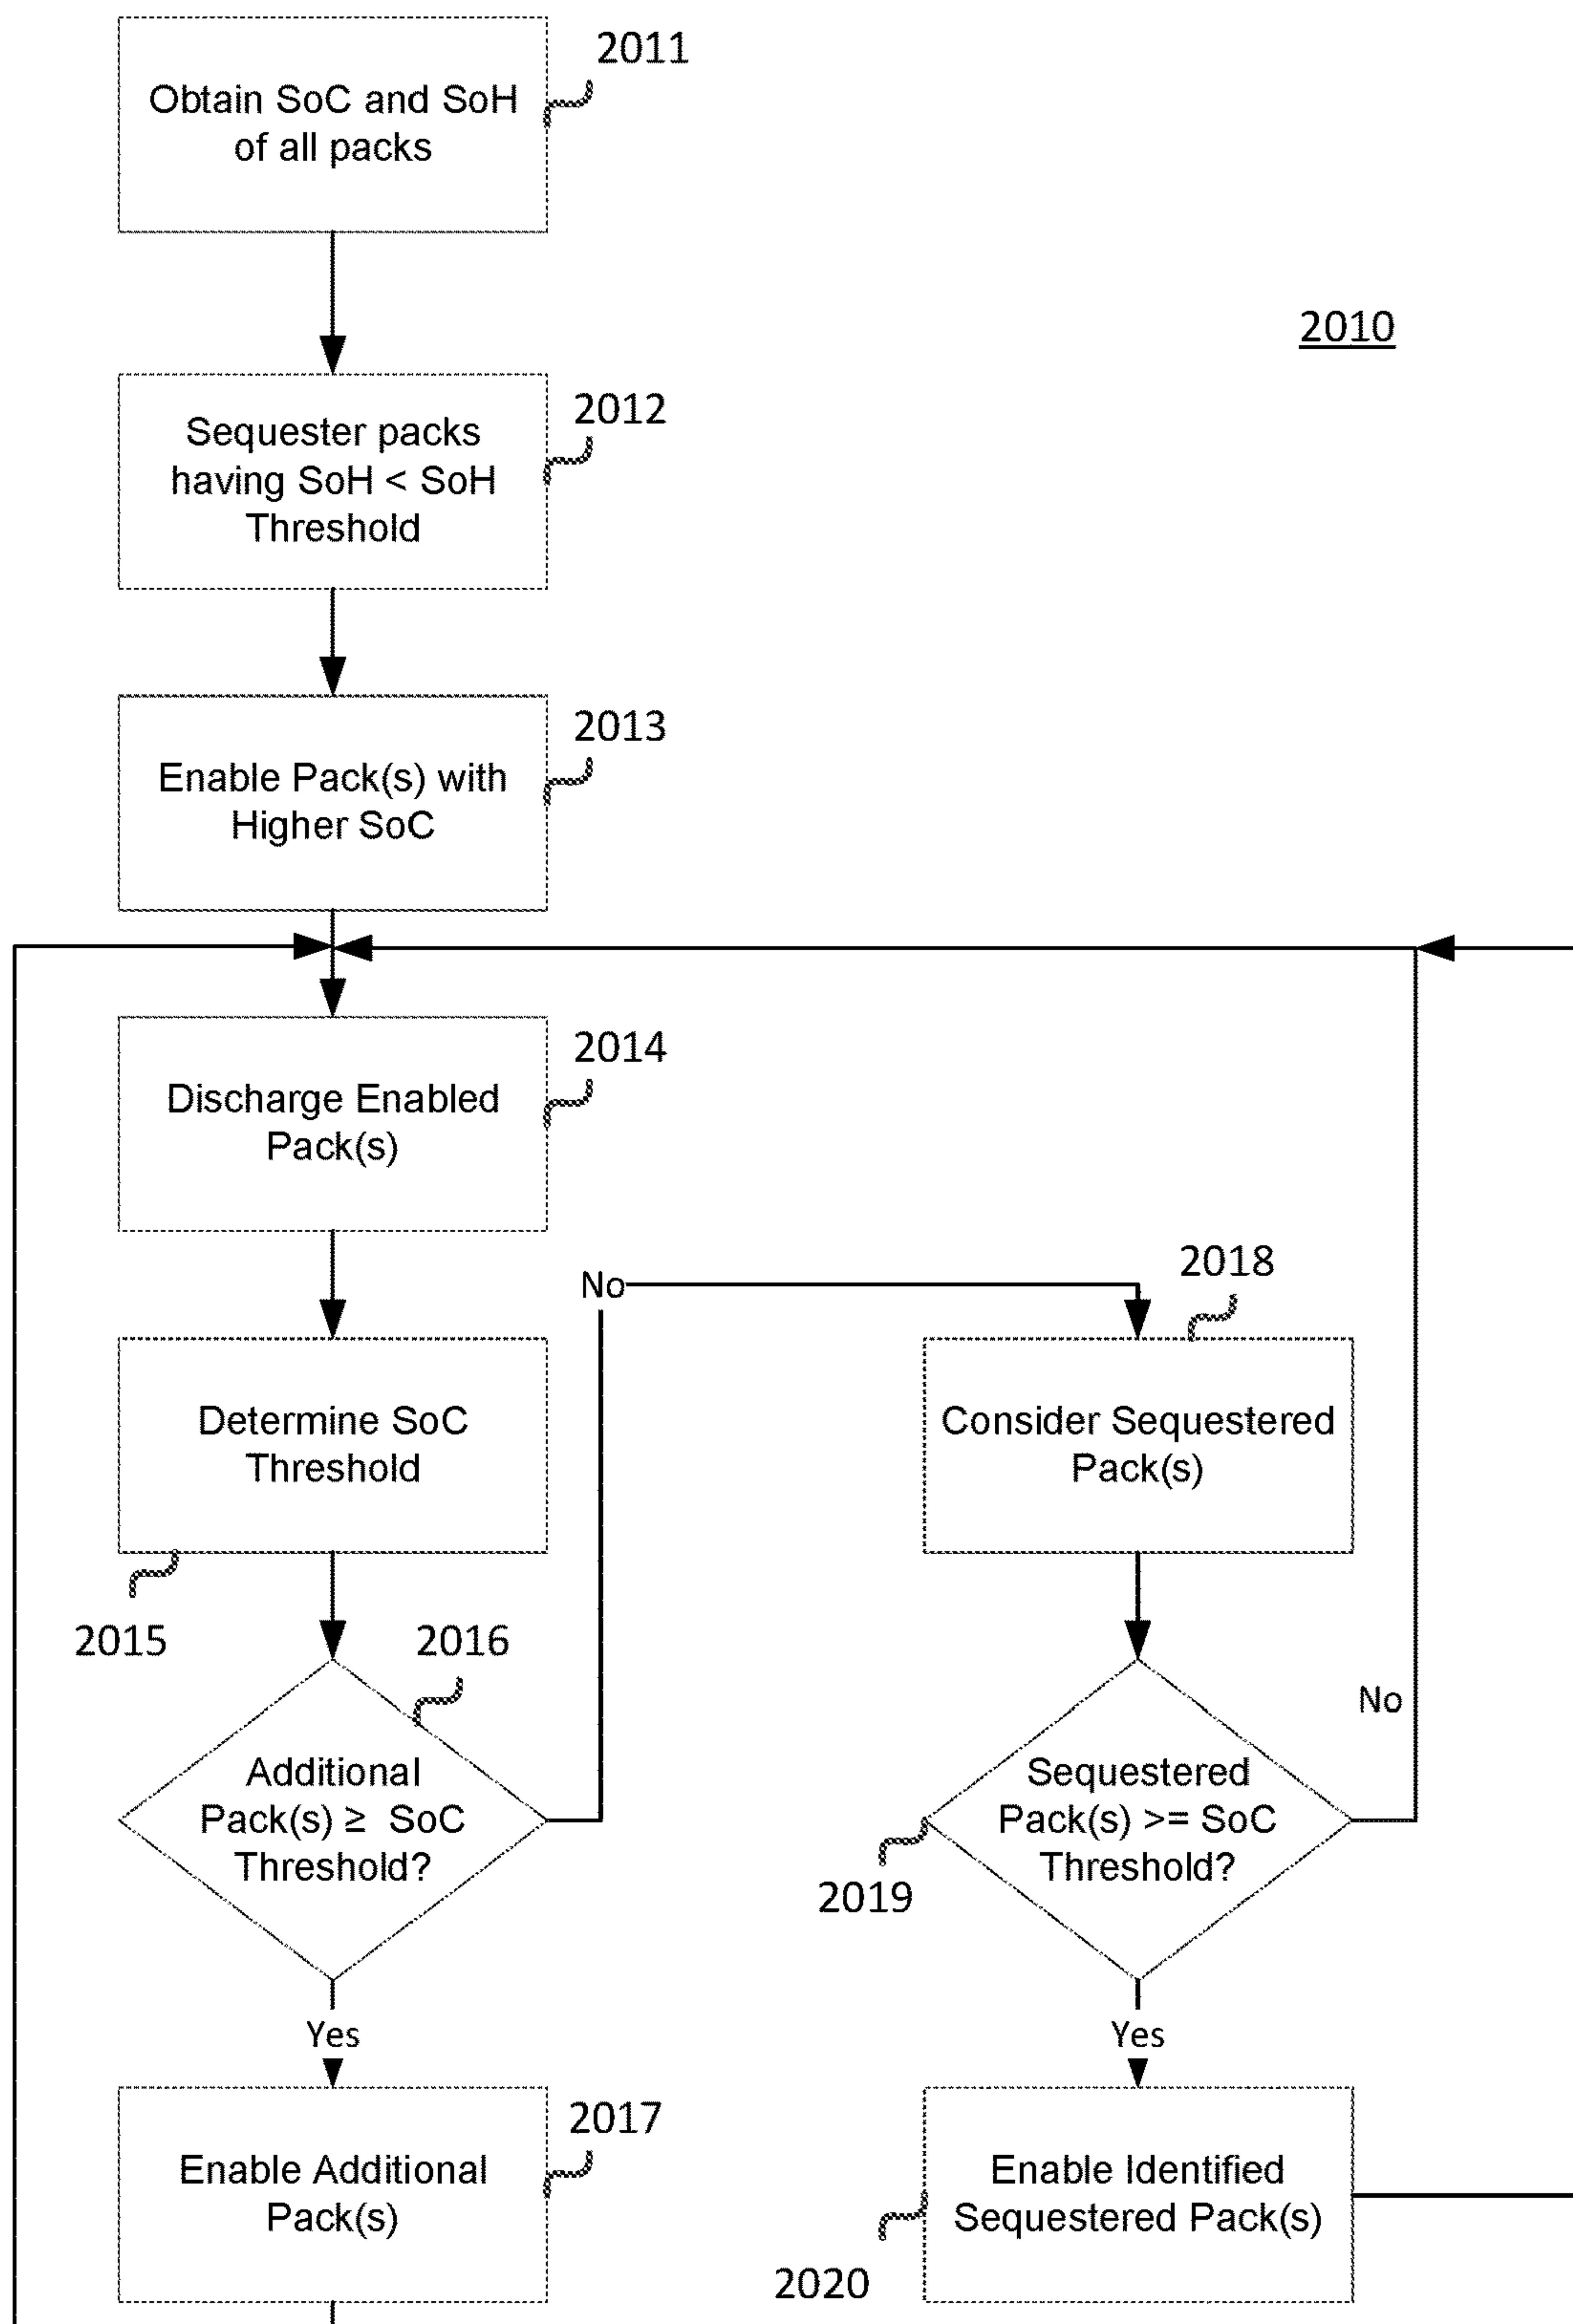 2011
Obtain SoC and SoH
of all packs
2010
2012
Sequester packs
having SoH < SoH
Threshold
2013
Enable Pack(s) with
Higher SoC
2014
Discharge Enabled
Pack(s)
No
2018
Determine SoC
Threshold
Consider Sequestered
Pack(s)
2015
2016
No
Additional
Pack(s) ≥ SoC
Threshold?
Sequestered
Pack(s) >= SoC
Threshold?
2019
Yes
Yes
2017
Enable Additional
Pack(s)
Enable Identified
Sequestered Pack(s)
2020